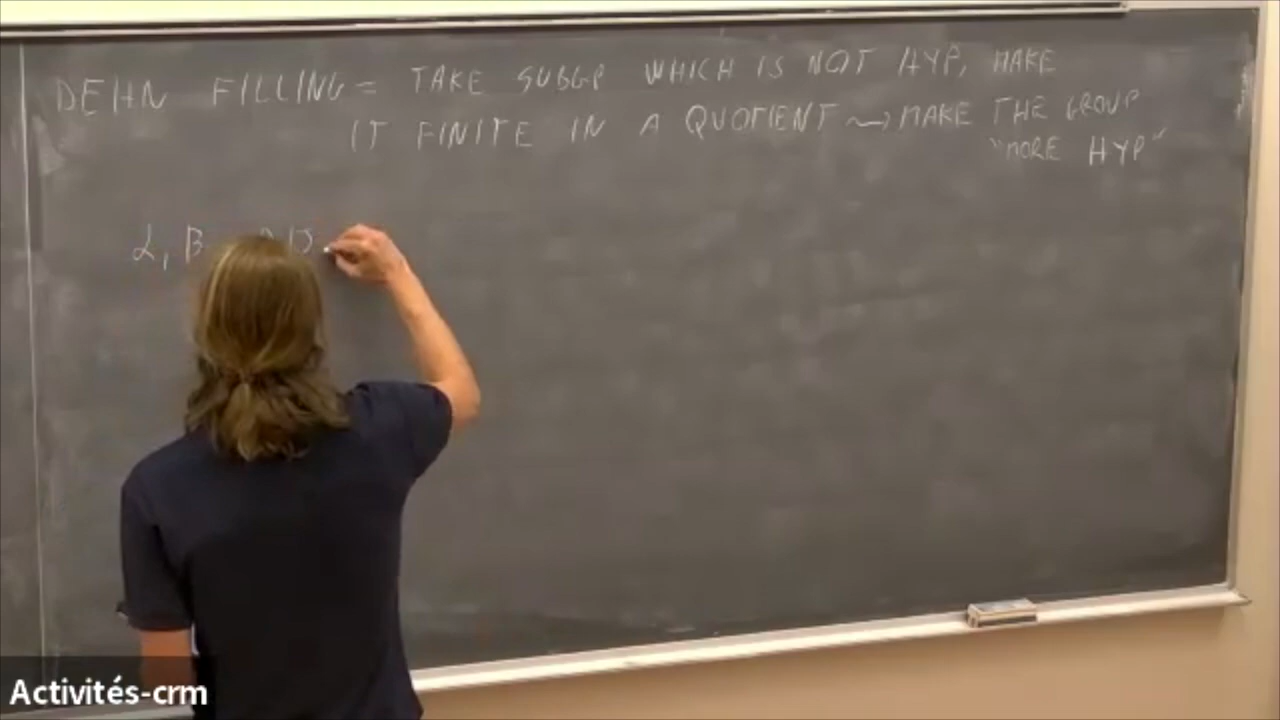 DEHN FILLING = TAKE SUBGP WHICH IS NOT HYP, MAKE
IT FINITE IN A QUOTIENT ⇝ MAKE THE GROUP
"MORE HYP"
α, B
Activités-crm